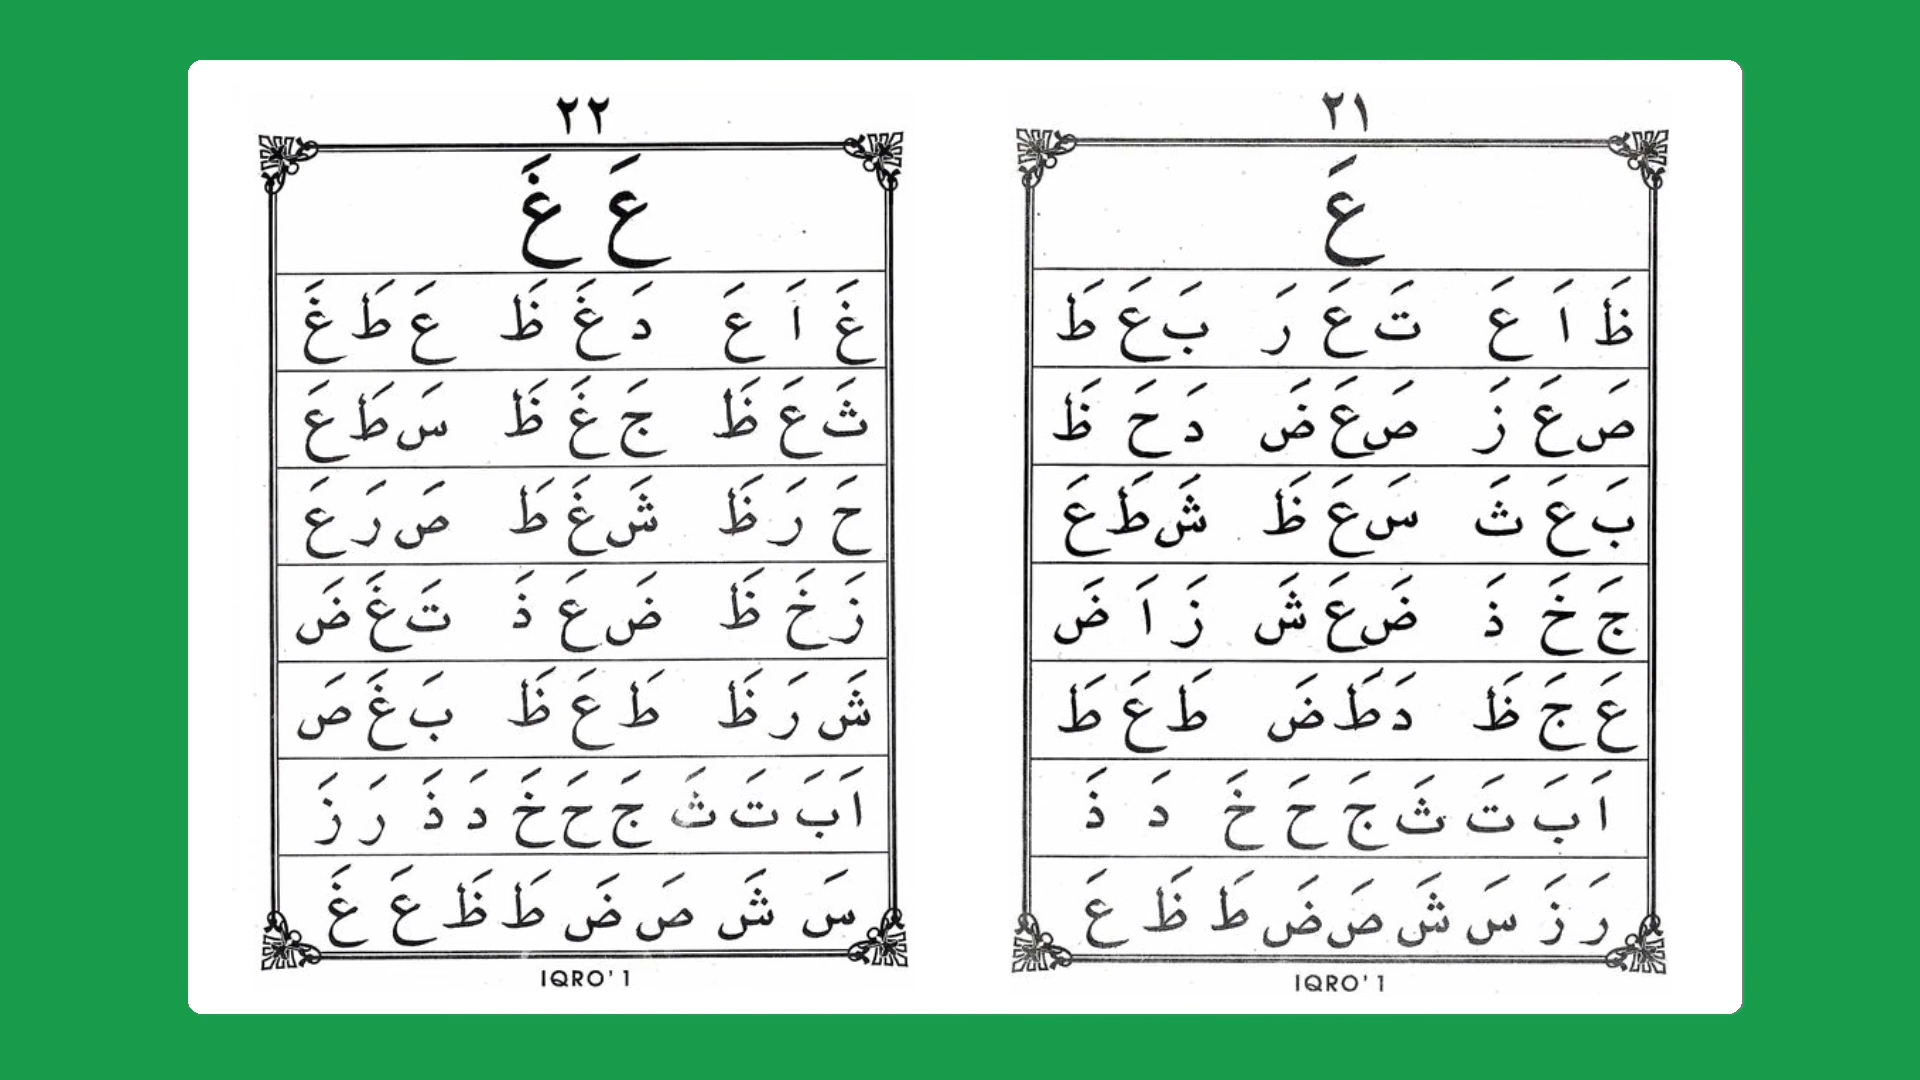 ٢١
عَ
ظَ اَ عَ تَ عَ رَ بَ عَ طَ
صَ عَ زَ صَ عَ ضَ دَ حَ ظَ
بَ عَ ثَ سَ عَ ظَ شَ طَ عَ
جَ خَ ذَ ضَ عَ شَ زَ اَ ضَ
عَ جَ ظَ دَ طَ ضَ طَ عَ طَ
اَ بَ تَ ثَ جَ حَ خَ دَ ذَ
رَ زَ سَ شَ صَ ضَ طَ ظَ عَ
IQRO' 1
٢٢
عَ غَ
غَ اَ عَ دَ غَ ظَ عَ طَ غَ
ثَ عَ ظَ جَ غَ ظَ سَ طَ عَ
حَ رَ ظَ شَ غَ طَ صَ رَ عَ
زَ خَ ظَ ضَ عَ ذَ تَ غَ ضَ
شَ رَ ظَ طَ عَ ظَ بَ غَ صَ
اَ بَ تَ ثَ جَ حَ خَ دَ ذَ رَ زَ
سَ شَ صَ ضَ طَ ظَ عَ غَ
IQRO' 1